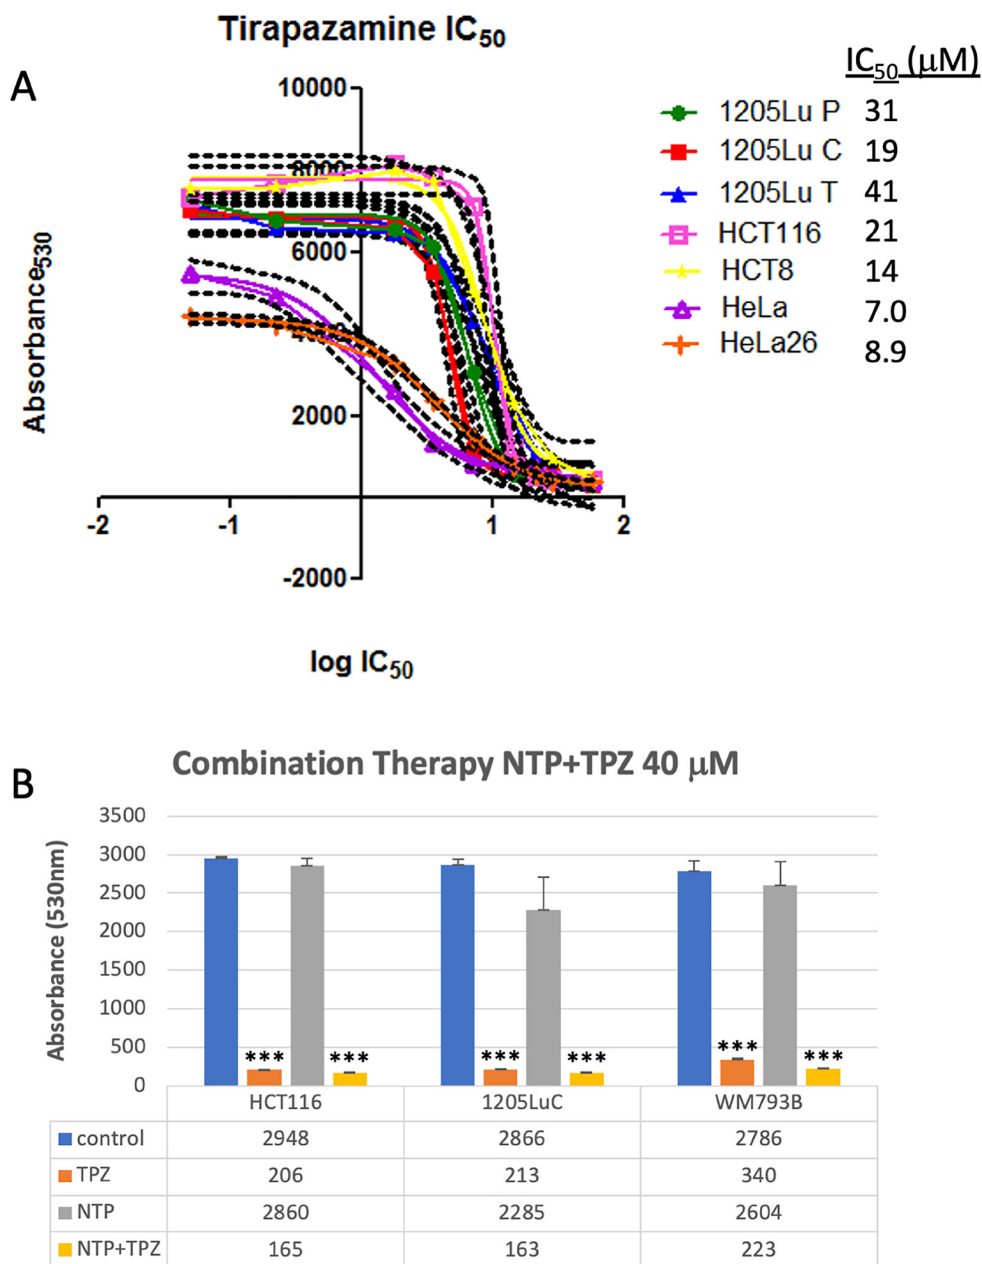 Tirapazamine IC50
A
IC50 (μM)
1205Lu P 31
1205Lu C 19
1205Lu T 41
HCT116 21
HCT8 14
HeLa 7.0
HeLa26 8.9
10000
8000
6000
2000
-2000
-2 -1 1 2
Absorbance530
log IC50
B
Combination Therapy NTP+TPZ 40 μM
Absorbance (530nm)
3500
3000
2500
2000
1500
1000
500
0
*** *** *** *** *** ***
HCT116 1205LuC WM793B
control 2948 2866 2786
TPZ 206 213 340
NTP 2860 2285 2604
NTP+TPZ 165 163 223